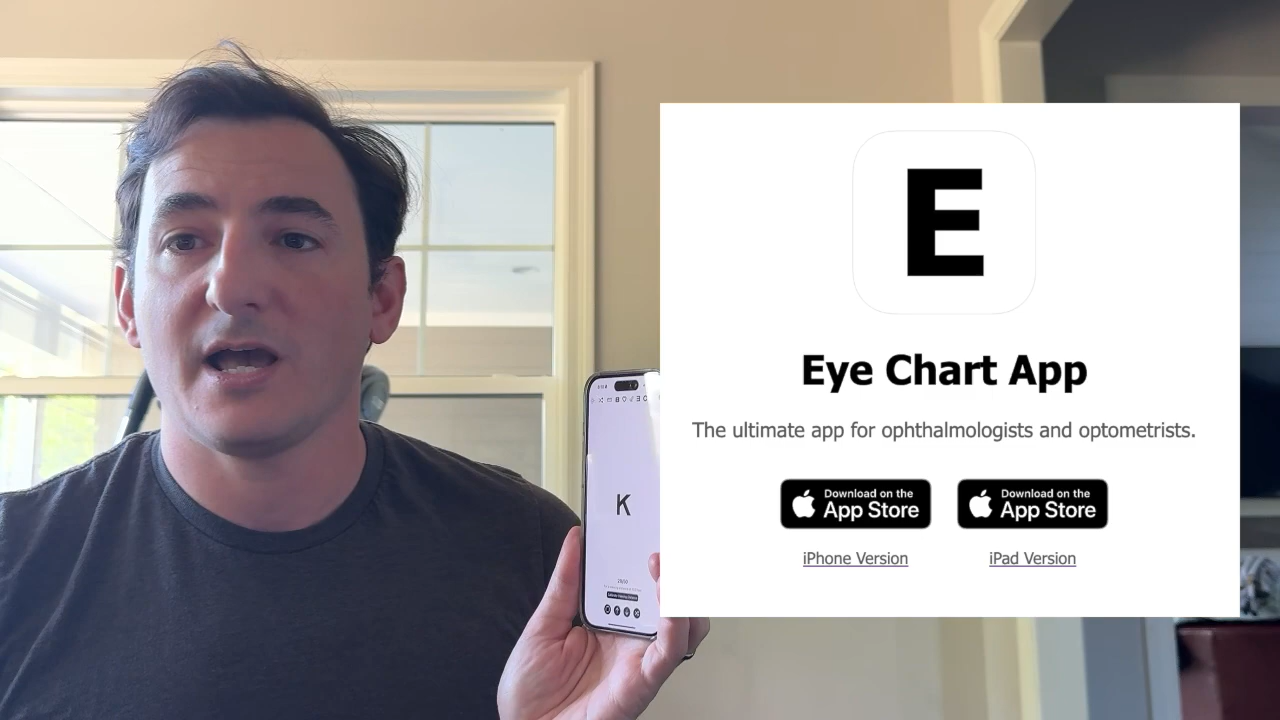 K
E
Eye Chart App
The ultimate app for ophthalmologists and optometrists.
Download on the App Store
Download on the App Store
iPhone Version
iPad Version